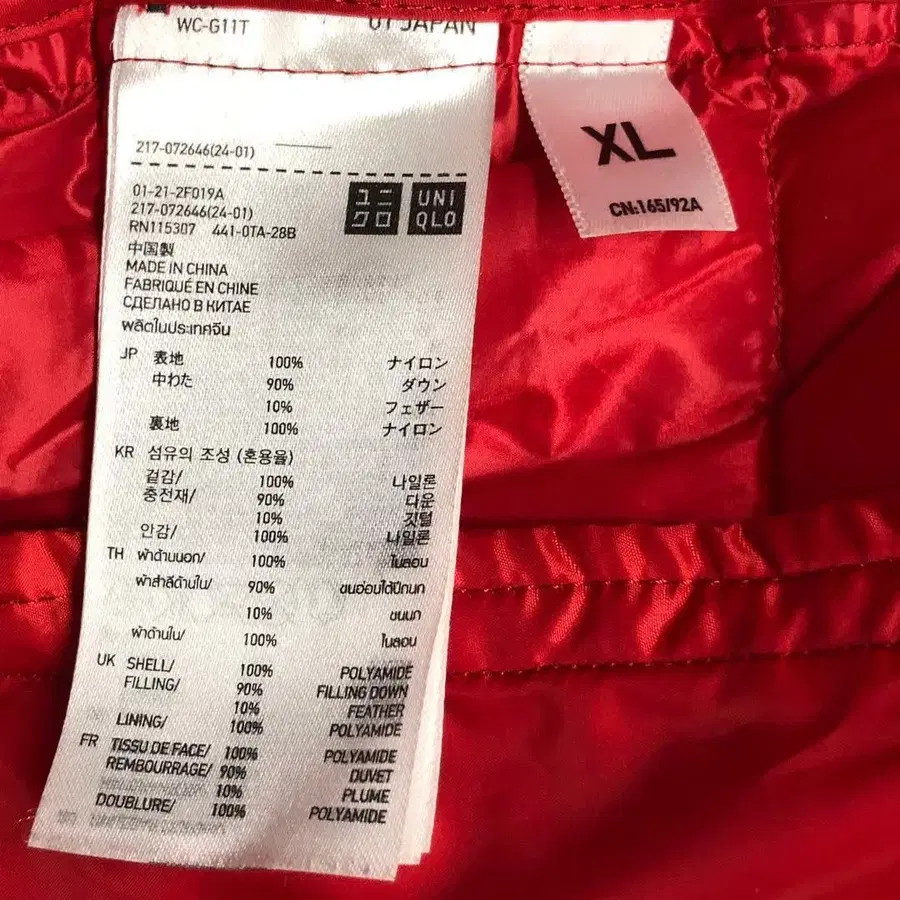 WC-G11T
OF JAPAN
217-072646(24-01)
01-21-2F019A
217-072646(24-01)
RN115307 441-0TA-28B
ユニ
クロ
UNI
QLO
中国製
MADE IN CHINA
FABRIQUÉ EN CHINE
СДЕЛАНО В КИТАЕ
ผลิตในประเทศจีน
JP 表地 100% ナイロン
中わた 90% ダウン
10% フェザー
裏地 100% ナイロン
KR 섬유의 조성 (혼용율)
겉감/ 100% 나일론
충전재/ 90% 다운
10% 깃털
안감/ 100% 나일론
TH ผ้าด้านนอก/ 100% ไนลอน
ผ้าสำลีด้านใน/ 90% ขนอ่อนใต้ปีกนก
10% ขนนก
ผ้าด้านใน/ 100% ไนลอน
UK SHELL/ 100% POLYAMIDE
FILLING/ 90% FILLING DOWN
10% FEATHER
LINING/ 100% POLYAMIDE
FR TISSU DE FACE/ 100% POLYAMIDE
REMBOURRAGE/ 90% DUVET
10% PLUME
DOUBLURE/ 100% POLYAMIDE
XL
CN:165/92A